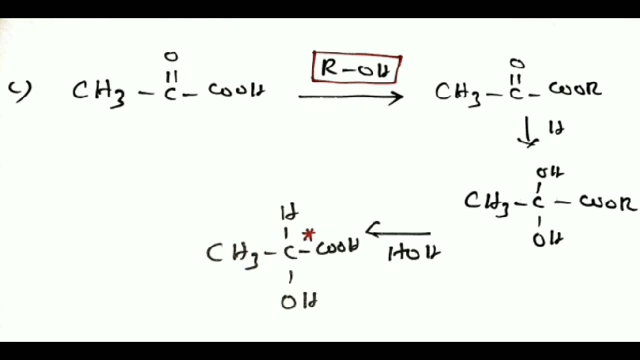 c) CH3 – C – COOH R–OH CH3 – C – COOR
O
||
O
||
H
OH
CH3 – C – COOR
OH
HOH
H
CH3 – C* – COOH
OH